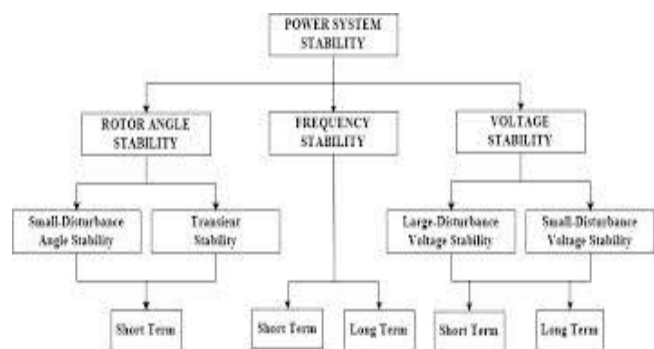 POWER SYSTEM
STABILITY
ROTOR ANGLE
STABILITY
FREQUENCY
STABILITY
VOLTAGE
STABILITY
Small-Disturbance
Angle Stability
Transient
Stability
Large-Disturbance
Voltage Stability
Small-Disturbance
Voltage Stability
Short Term
Short Term
Long Term
Short Term
Long Term